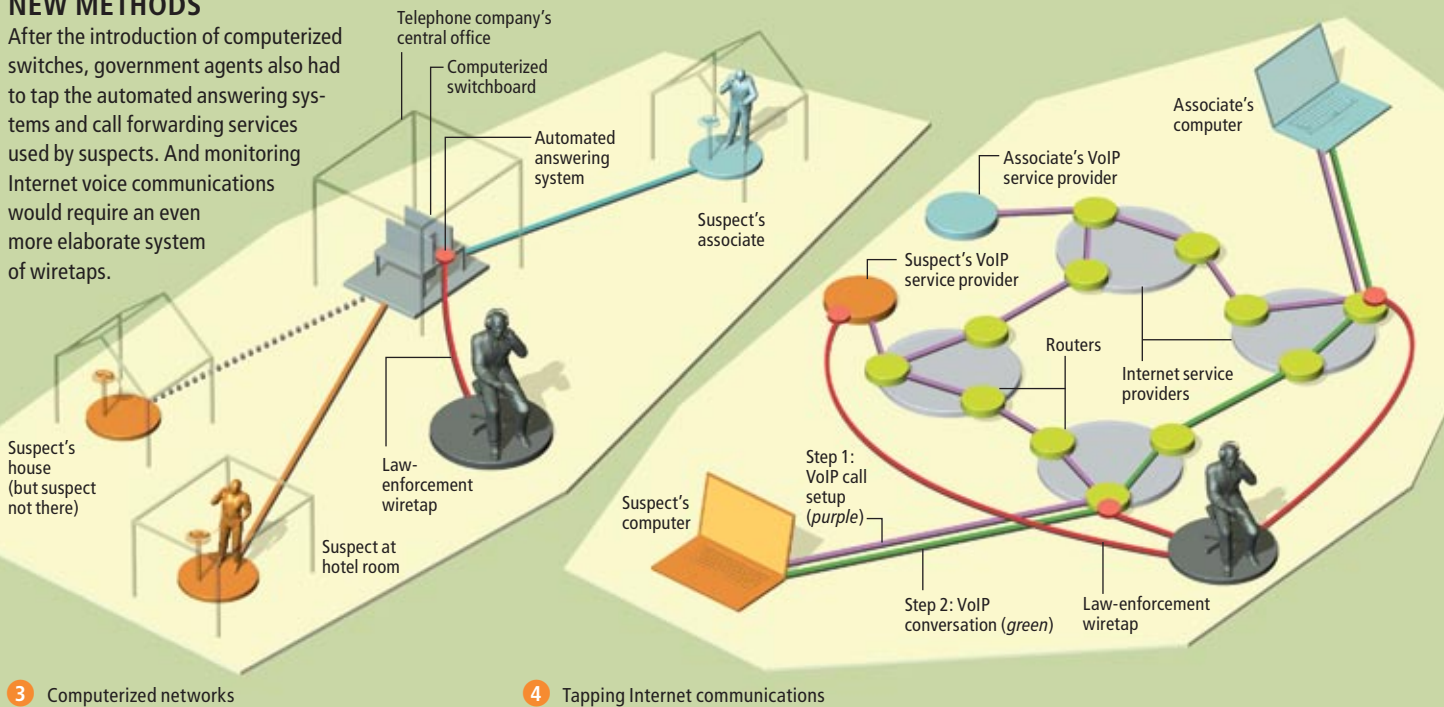 NEW METHODS
After the introduction of computerized
switches, government agents also had
to tap the automated answering sys-
tems and call forwarding services
used by suspects. And monitoring
Internet voice communications
would require an even
more elaborate system
of wiretaps.
Telephone company's
central office
Computerized
switchboard
Automated
answering
system
Suspect's
associate
Suspect's
house
(but suspect
not there)
Law-
enforcement
wiretap
Suspect at
hotel room
3 Computerized networks
Associate's
computer
Associate's VoIP
service provider
Suspect's VoIP
service provider
Routers
Internet service
providers
Step 1:
VoIP call
setup
(purple)
Suspect's
computer
Step 2: VoIP
conversation (green)
Law-enforcement
wiretap
4 Tapping Internet communications